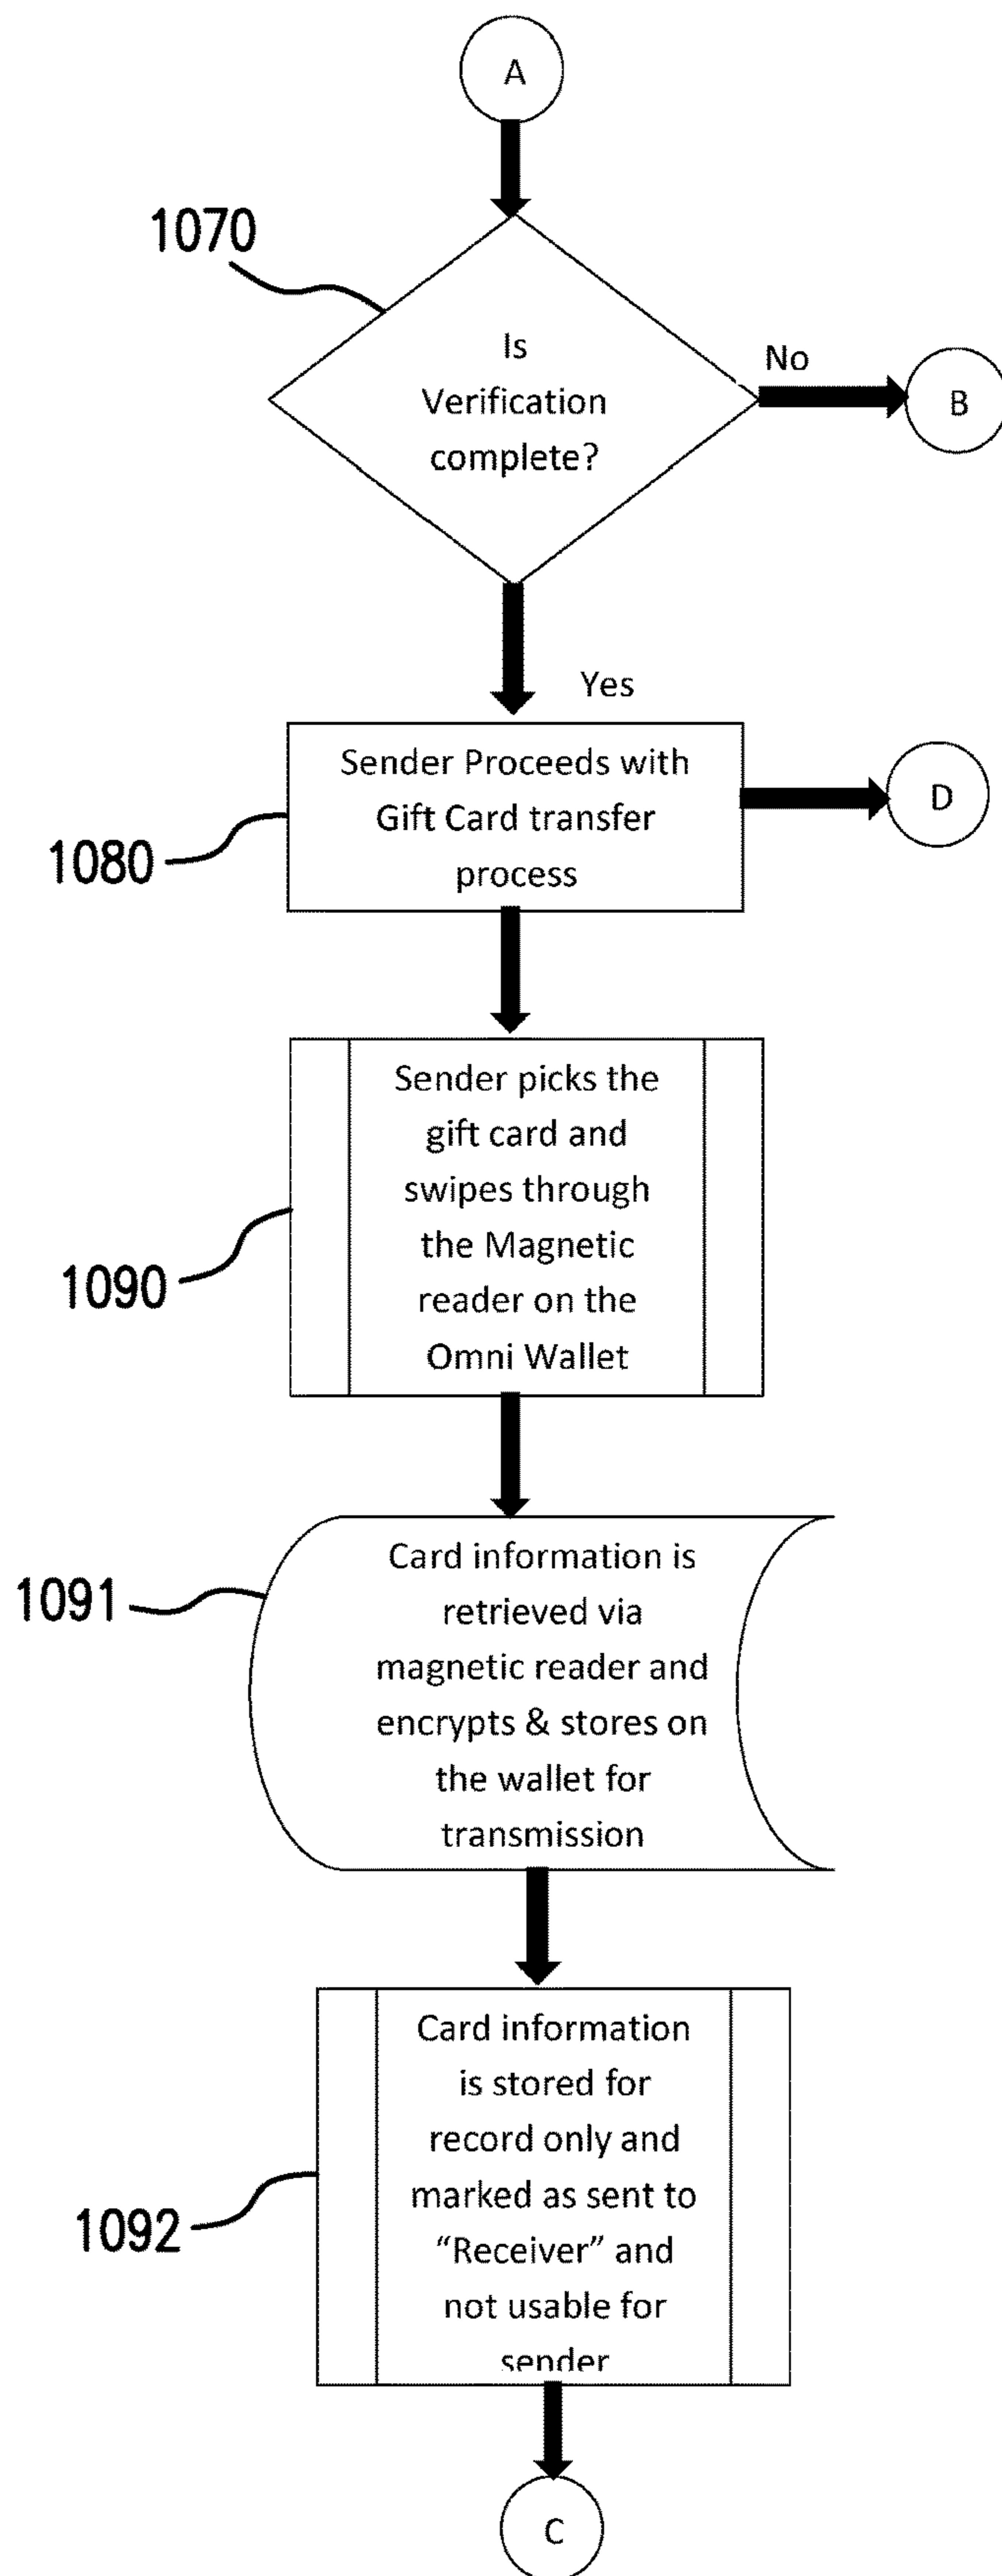 A
1070
Is
Verification
complete?
No
B
Yes
Sender Proceeds with
Gift Card transfer
process
1080
D
Sender picks the
gift card and
swipes through
the Magnetic
reader on the
Omni Wallet
1090
Card information is
retrieved via
magnetic reader and
encrypts & stores on
the wallet for
transmission
1091
Card information
is stored for
record only and
marked as sent to
“Receiver” and
not usable for
sender
1092
C